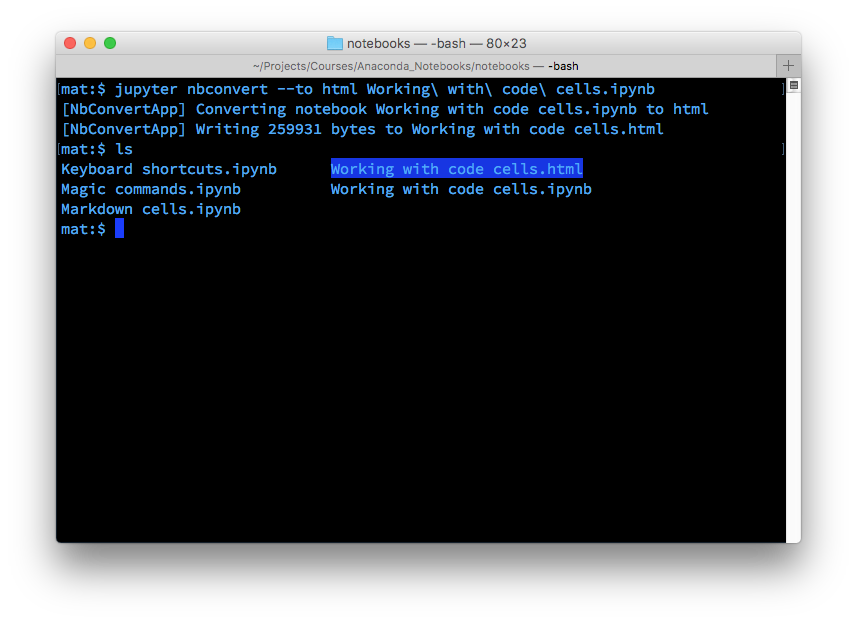 notebooks — -bash — 80×23
~/Projects/Courses/Anaconda_Notebooks/notebooks — -bash
[mat:$ jupyter nbconvert --to html Working\ with\ code\ cells.ipynb ]
[NbConvertApp] Converting notebook Working with code cells.ipynb to html
[NbConvertApp] Writing 259931 bytes to Working with code cells.html
[mat:$ ls ]
Keyboard shortcuts.ipynb Working with code cells.html
Magic commands.ipynb Working with code cells.ipynb
Markdown cells.ipynb
mat:$